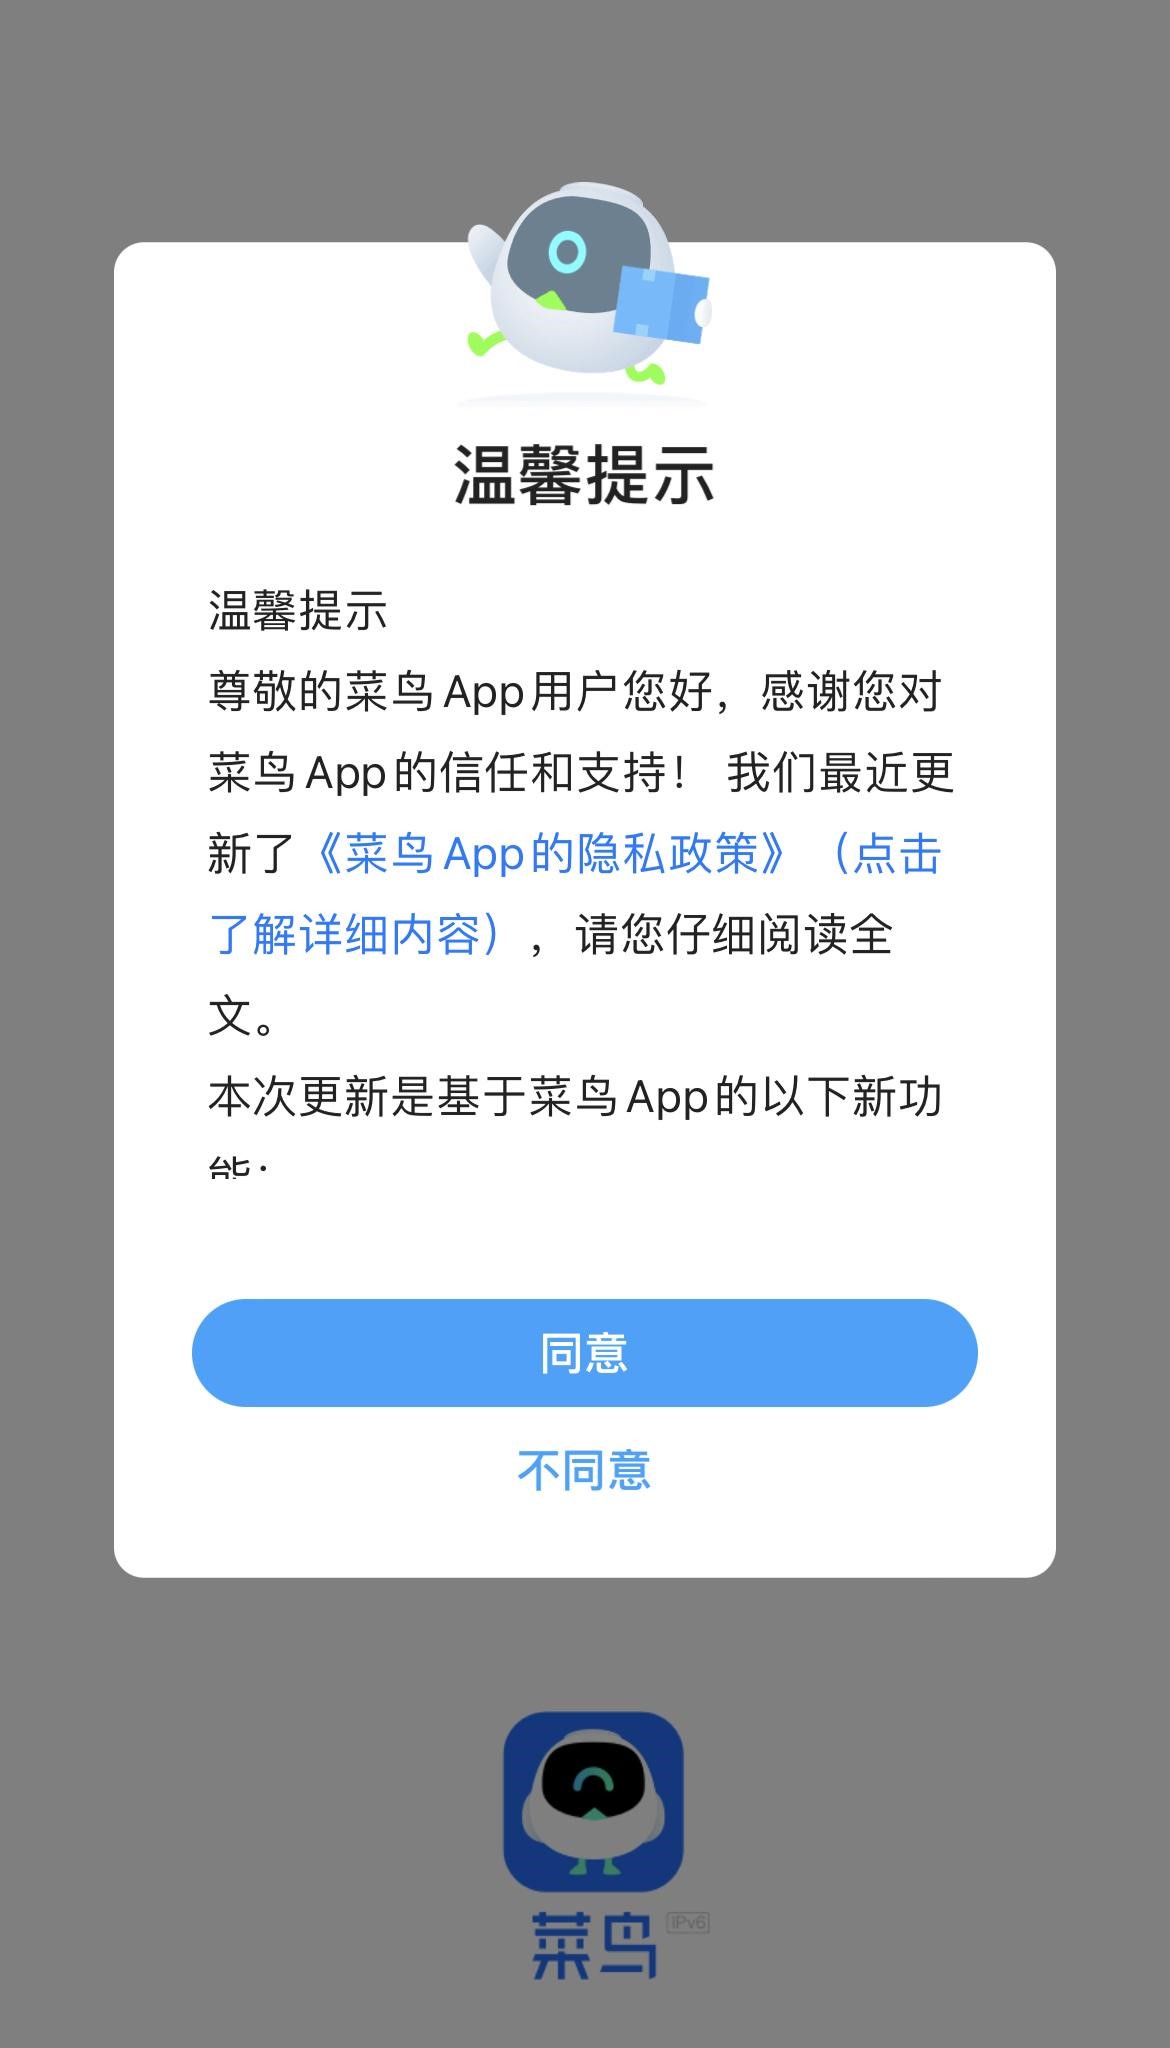 温馨提示
温馨提示
尊敬的菜鸟App用户您好，感谢您对
菜鸟App的信任和支持！ 我们最近更
新了《菜鸟App的隐私政策》（点击
了解详细内容），请您仔细阅读全
文。
本次更新是基于菜鸟App的以下新功
能：
同意
不同意
菜鸟 IPv6